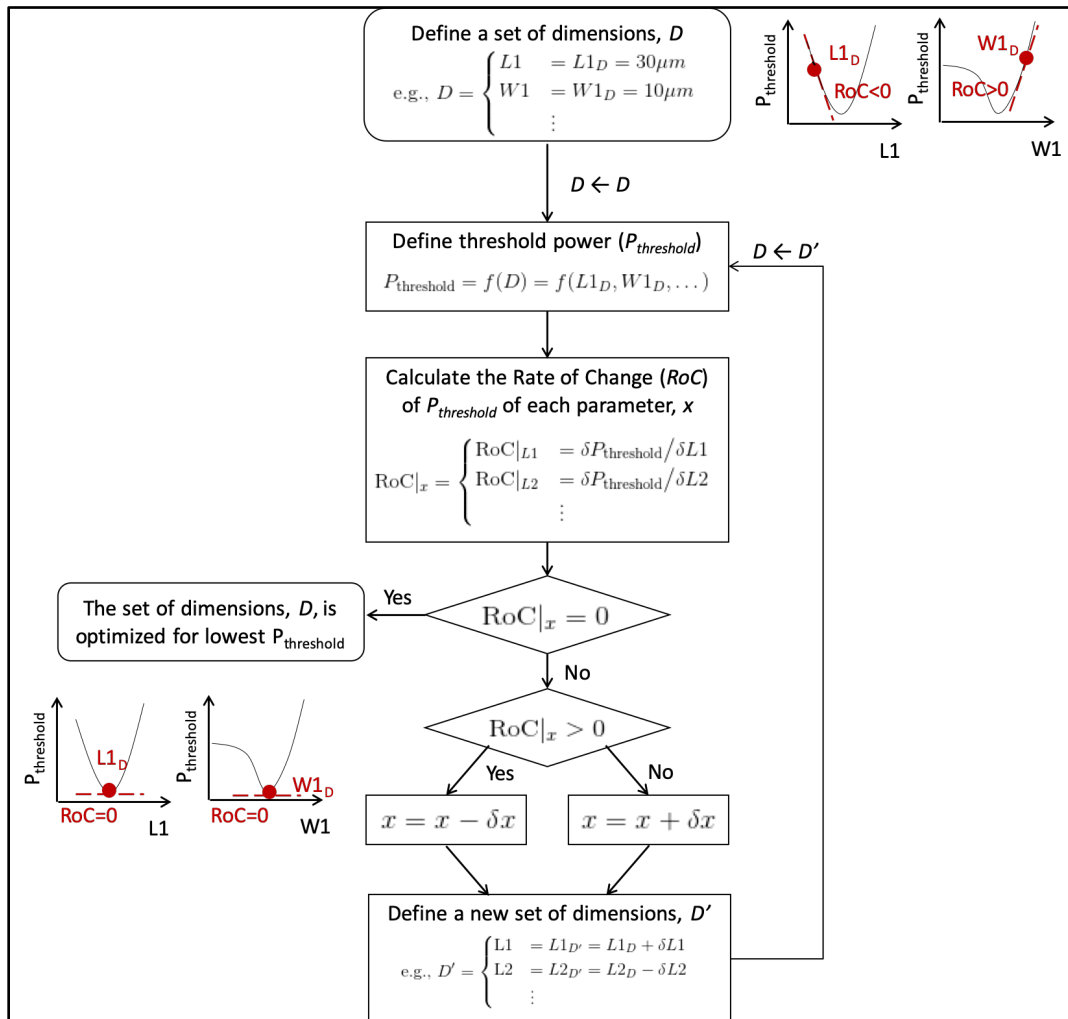 Define a set of dimensions, D
e.g., D = { L1 = L1_D = 30μm
W1 = W1_D = 10μm
⋮
P_threshold
L1_D
RoC<0
L1
P_threshold
W1_D
RoC>0
W1
D ← D
Define threshold power (P_threshold)
P_threshold = f(D) = f(L1_D, W1_D, . . . )
D ← D’
Calculate the Rate of Change (RoC)
of P_threshold of each parameter, x
RoC|_x = { RoC|_L1 = δP_threshold/δL1
RoC|_L2 = δP_threshold/δL2
⋮
RoC|_x = 0
Yes
The set of dimensions, D, is
optimized for lowest P_threshold
No
RoC|_x > 0
P_threshold
L1_D
RoC=0
L1
P_threshold
W1_D
RoC=0
W1
Yes
No
x = x − δx
x = x + δx
Define a new set of dimensions, D’
e.g., D′ = { L1 = L1_D′ = L1_D + δL1
L2 = L2_D′ = L2_D − δL2
⋮